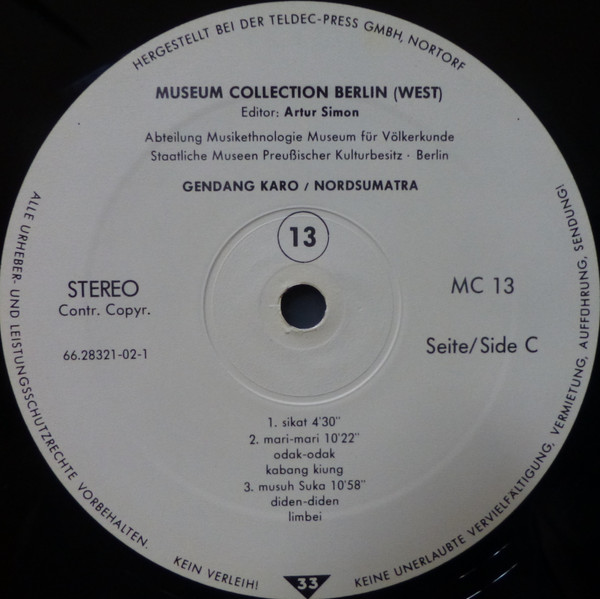 HERGESTELLT BEI DER TELDEC-PRESS GMBH, NORTORF
MUSEUM COLLECTION BERLIN (WEST)
Editor: Artur Simon
Abteilung Musikethnologie Museum für Völkerkunde
Staatliche Museen Preußischer Kulturbesitz · Berlin
GENDANG KARO / NORDSUMATRA
13
STEREO
Contr. Copyr.
66.28321-02-1
MC 13
Seite/Side C
1. sikat 4'30"
2. mari-mari 10'22"
odak-odak
kabang kiung
3. musuh Suka 10'58"
diden-diden
limbei
ALLE URHEBER- UND LEISTUNGSSCHUTZRECHTE VORBEHALTEN.
KEIN VERLEIH!
33
KEINE UNERLAUBTE VERVIELFÄLTIGUNG, VERMIETUNG, AUFFÜHRUNG, SENDUNG!